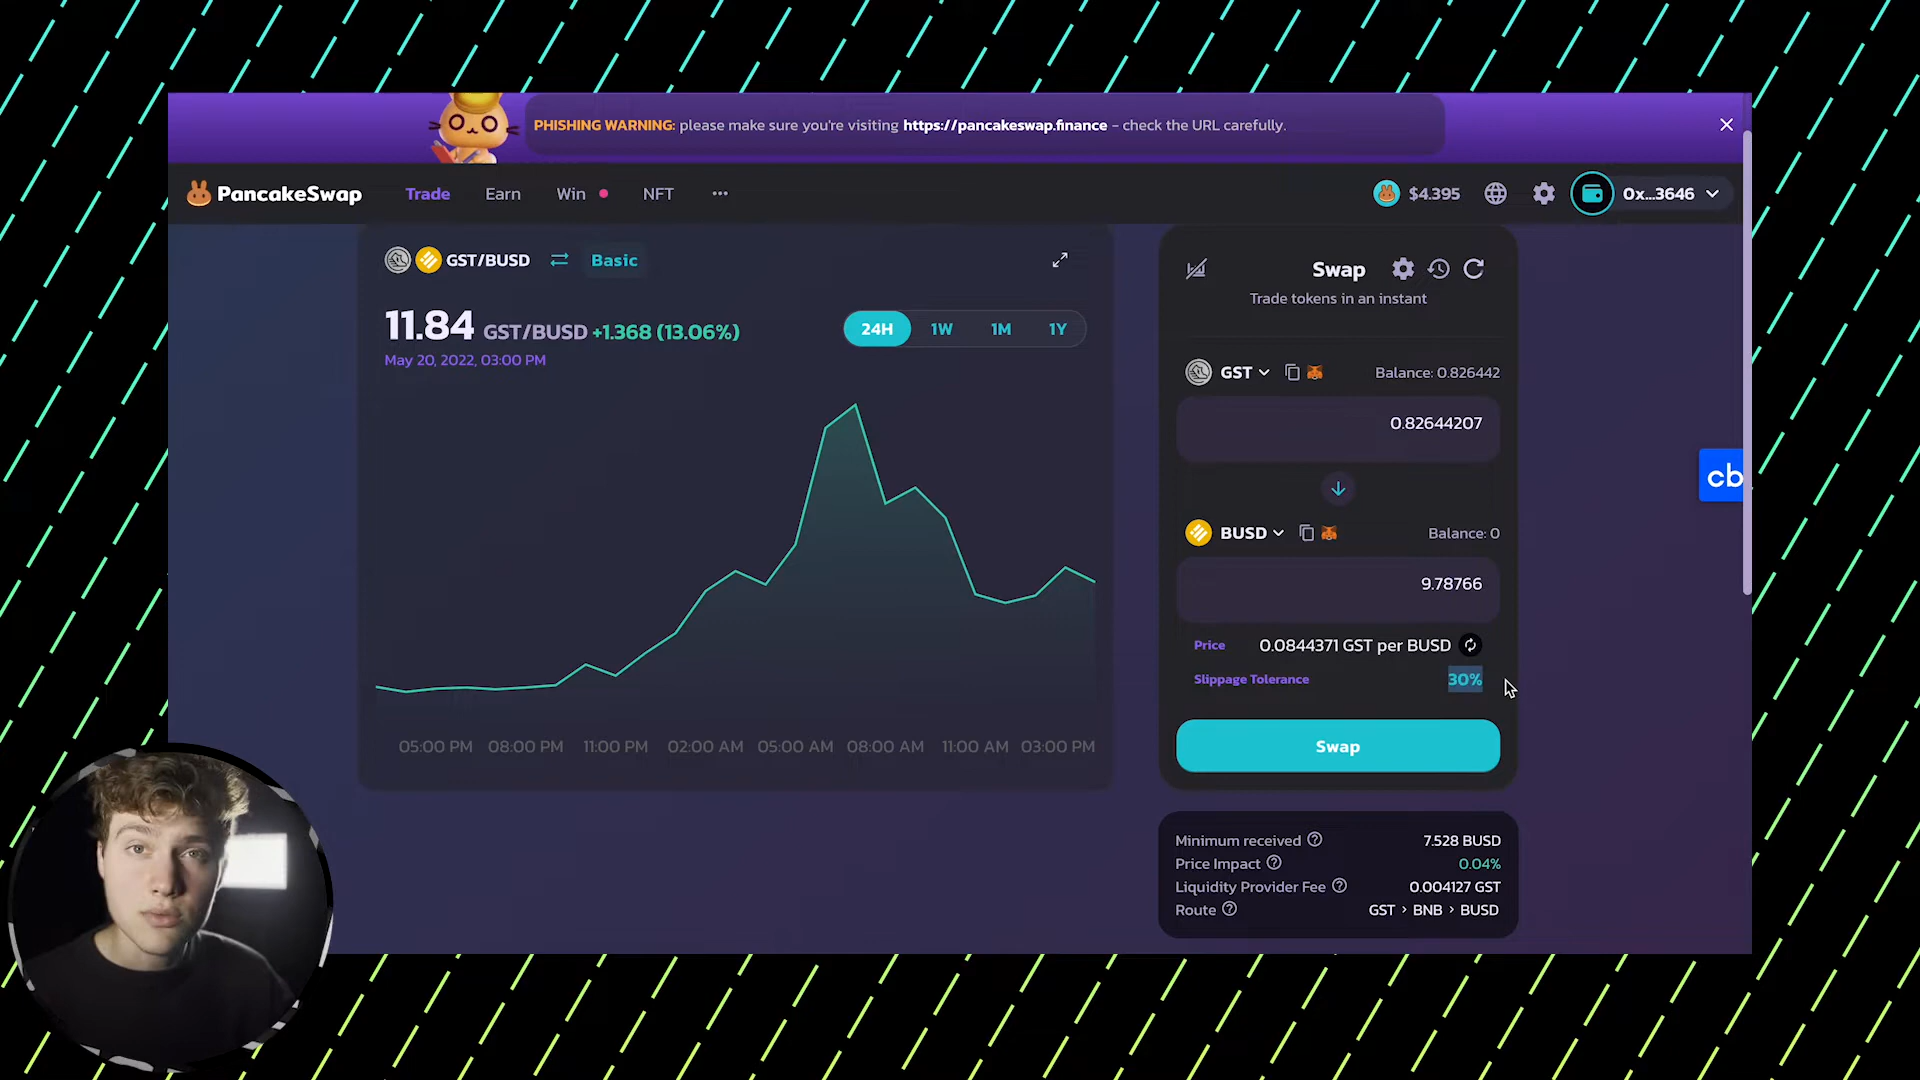 PHISHING WARNING: please make sure you're visiting https://pancakeswap.finance - check the URL carefully.
PancakeSwap Trade Earn Win NFT $4.395 0x...3646
GST/BUSD Basic
11.84 GST/BUSD +1.368 (13.06%)
May 20, 2022, 03:00 PM
24H 1W 1M 1Y
05:00 PM 08:00 PM 11:00 PM 02:00 AM 05:00 AM 08:00 AM 11:00 AM 03:00 PM
Swap
Trade tokens in an instant
GST Balance: 0.826442
0.82644207
BUSD Balance: 0
9.78766
Price 0.0844371 GST per BUSD
Slippage Tolerance 30%
Swap
Minimum received 7.528 BUSD
Price Impact 0.04%
Liquidity Provider Fee 0.004127 GST
Route GST > BNB > BUSD
cb